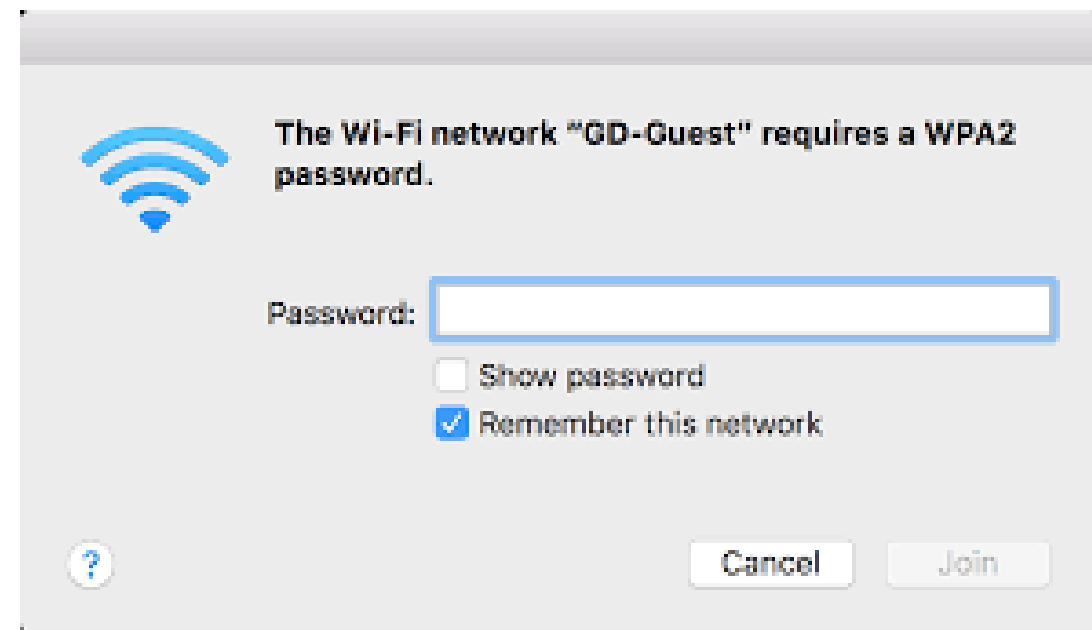 The Wi-Fi network “GD-Guest” requires a WPA2
password.
Password:
Show password
Remember this network
?
Cancel
Join